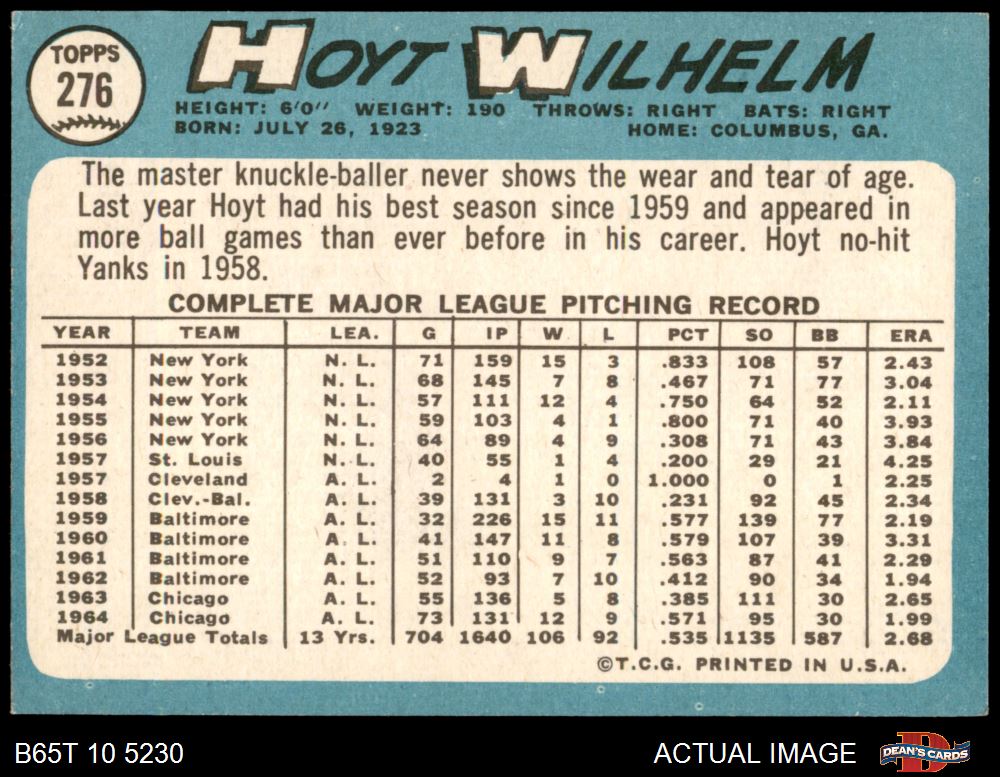 TOPPS
276
HOYT WILHELM
HEIGHT: 6'0" WEIGHT: 190 THROWS: RIGHT BATS: RIGHT
BORN: JULY 26, 1923 HOME: COLUMBUS, GA.
The master knuckle-baller never shows the wear and tear of age.
Last year Hoyt had his best season since 1959 and appeared in
more ball games than ever before in his career. Hoyt no-hit
Yanks in 1958.
COMPLETE MAJOR LEAGUE PITCHING RECORD
YEAR TEAM LEA. G IP W L PCT SO BB ERA
1952 New York N. L. 71 159 15 3 .833 108 57 2.43
1953 New York N. L. 68 145 7 8 .467 71 77 3.04
1954 New York N. L. 57 111 12 4 .750 64 52 2.11
1955 New York N. L. 59 103 4 1 .800 71 40 3.93
1956 New York N. L. 64 89 4 9 .308 71 43 3.84
1957 St. Louis N. L. 40 55 1 4 .200 29 21 4.25
1957 Cleveland A. L. 2 4 1 0 1.000 0 1 2.25
1958 Clev.-Bal. A. L. 39 131 3 10 .231 92 45 2.34
1959 Baltimore A. L. 32 226 15 11 .577 139 77 2.19
1960 Baltimore A. L. 41 147 11 8 .579 107 39 3.31
1961 Baltimore A. L. 51 110 9 7 .563 87 41 2.29
1962 Baltimore A. L. 52 93 7 10 .412 90 34 1.94
1963 Chicago A. L. 55 136 5 8 .385 111 30 2.65
1964 Chicago A. L. 73 131 12 9 .571 95 30 1.99
Major League Totals 13 Yrs. 704 1640 106 92 .535 1135 587 2.68
©T.C.G. PRINTED IN U.S.A.
B65T 10 5230 ACTUAL IMAGE DEAN'S CARDS